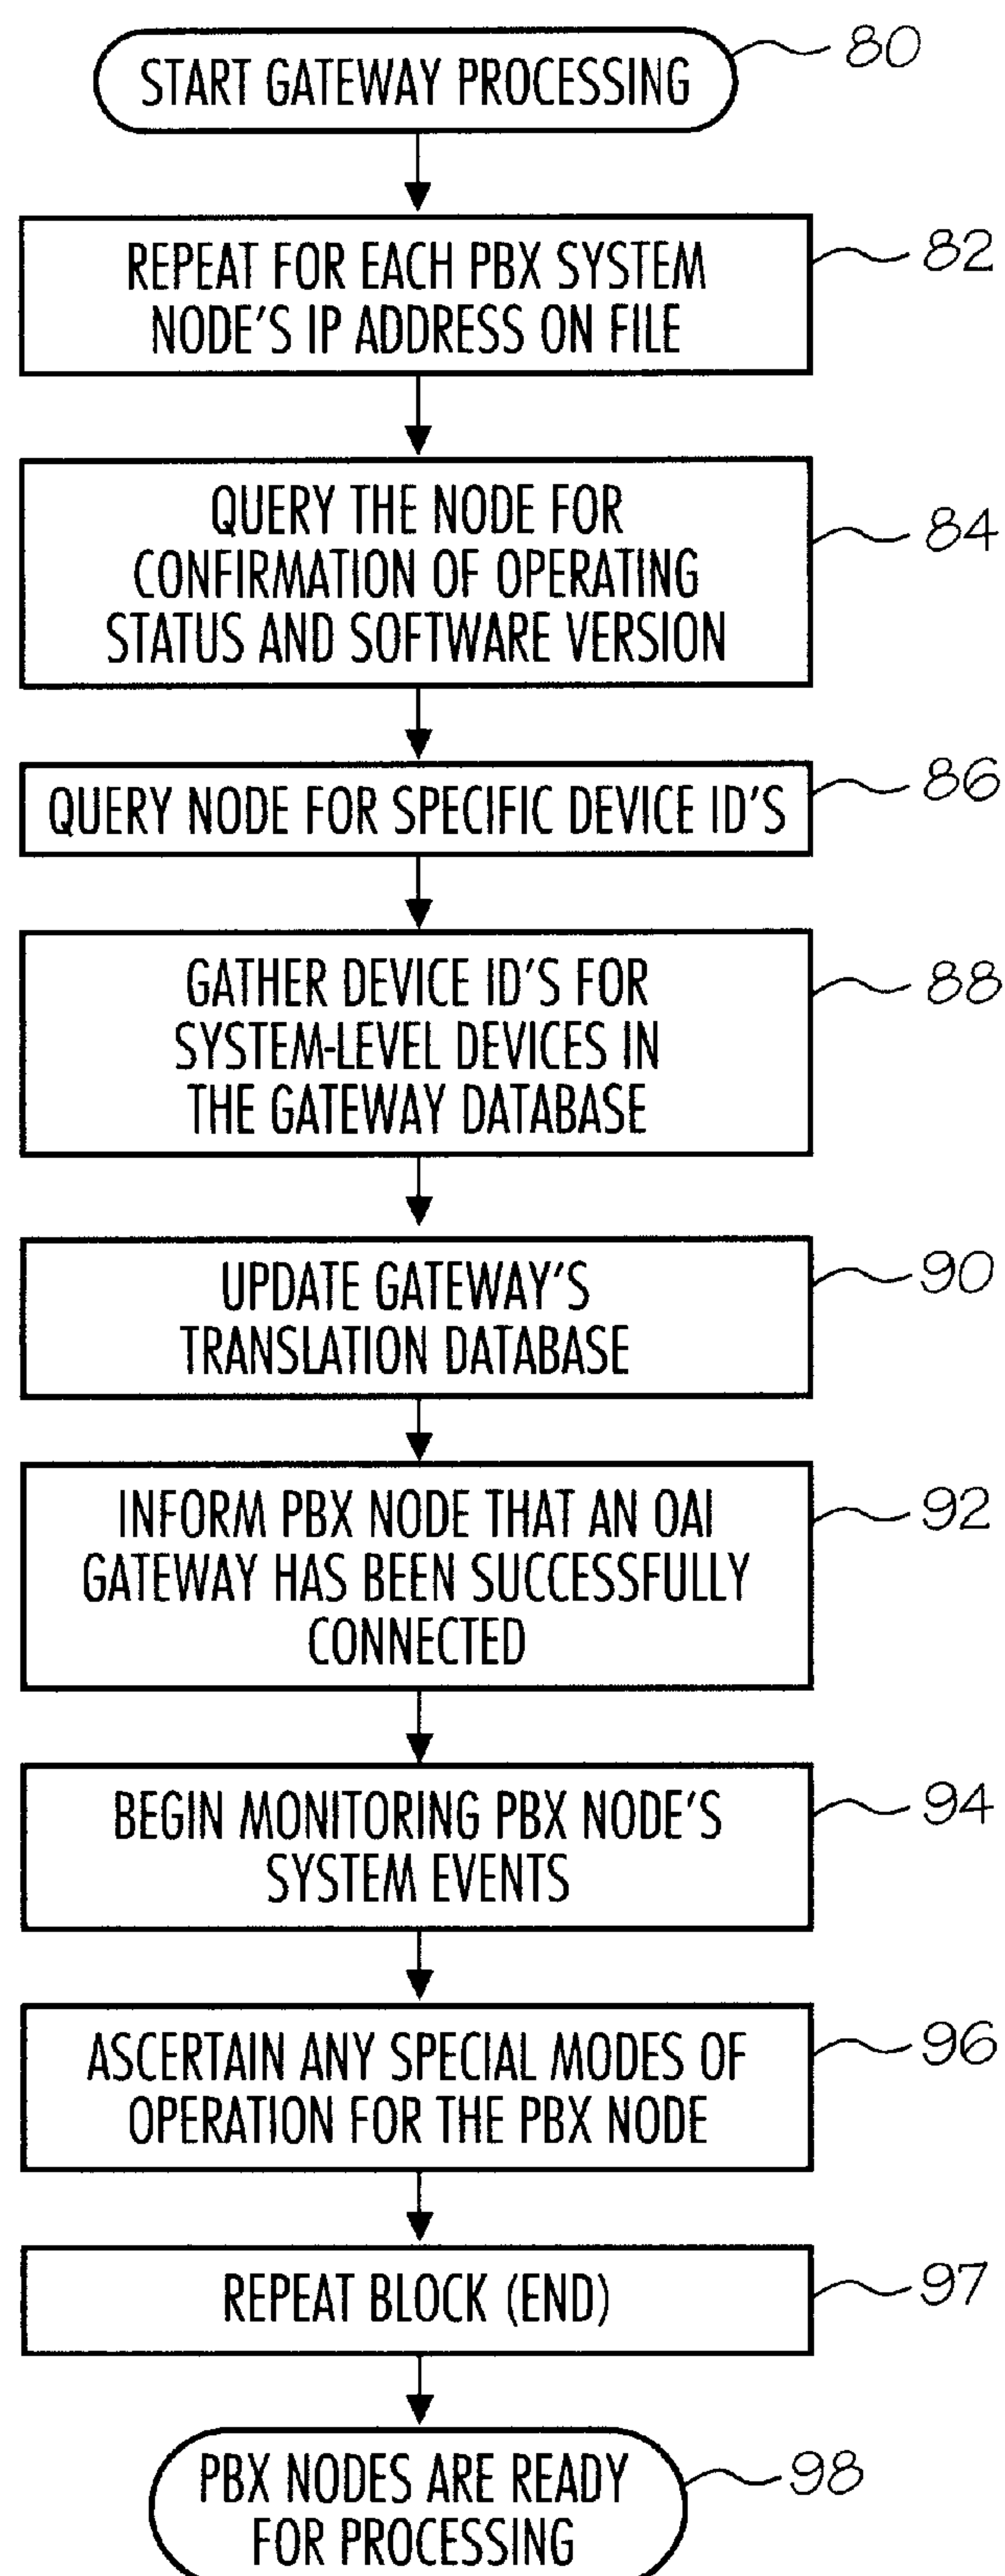 START GATEWAY PROCESSING
80
REPEAT FOR EACH PBX SYSTEM
NODE'S IP ADDRESS ON FILE
82
QUERY THE NODE FOR
CONFIRMATION OF OPERATING
STATUS AND SOFTWARE VERSION
84
QUERY NODE FOR SPECIFIC DEVICE ID'S
86
GATHER DEVICE ID'S FOR
SYSTEM-LEVEL DEVICES IN
THE GATEWAY DATABASE
88
UPDATE GATEWAY'S
TRANSLATION DATABASE
90
INFORM PBX NODE THAT AN OAI
GATEWAY HAS BEEN SUCCESSFULLY
CONNECTED
92
BEGIN MONITORING PBX NODE'S
SYSTEM EVENTS
94
ASCERTAIN ANY SPECIAL MODES OF
OPERATION FOR THE PBX NODE
96
REPEAT BLOCK (END)
97
PBX NODES ARE READY
FOR PROCESSING
98